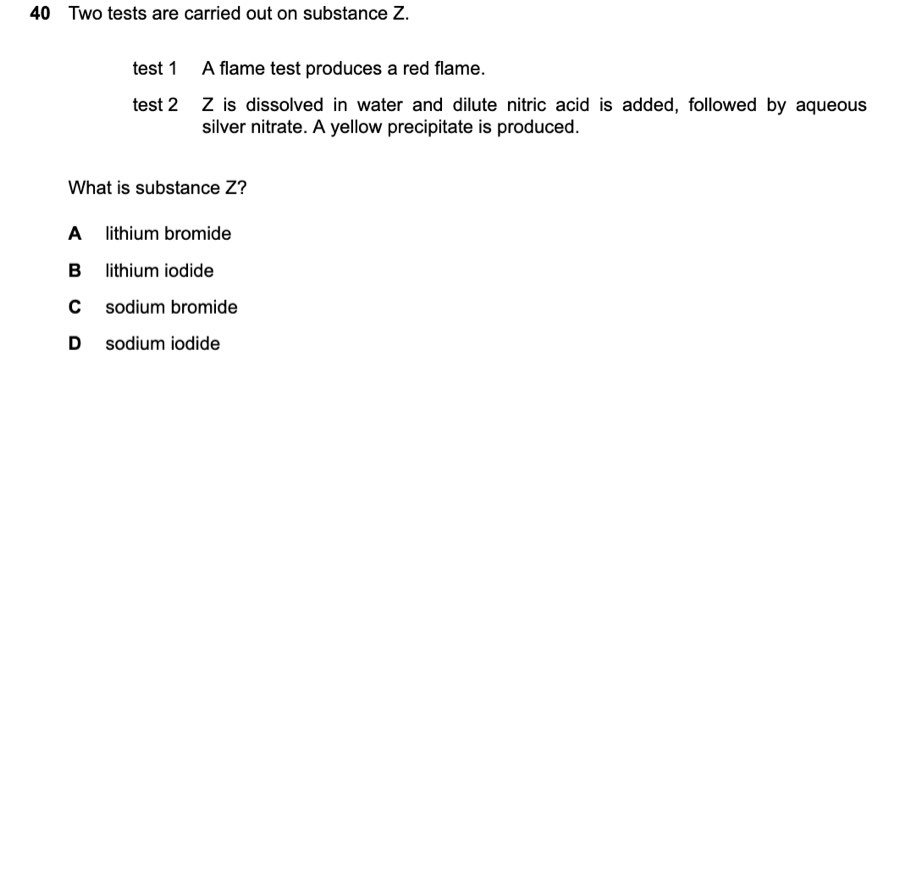 40 Two tests are carried out on substance Z.
test 1 A flame test produces a red flame.
test 2 Z is dissolved in water and dilute nitric acid is added, followed by aqueous
silver nitrate. A yellow precipitate is produced.
What is substance Z?
A lithium bromide
B lithium iodide
C sodium bromide
D sodium iodide